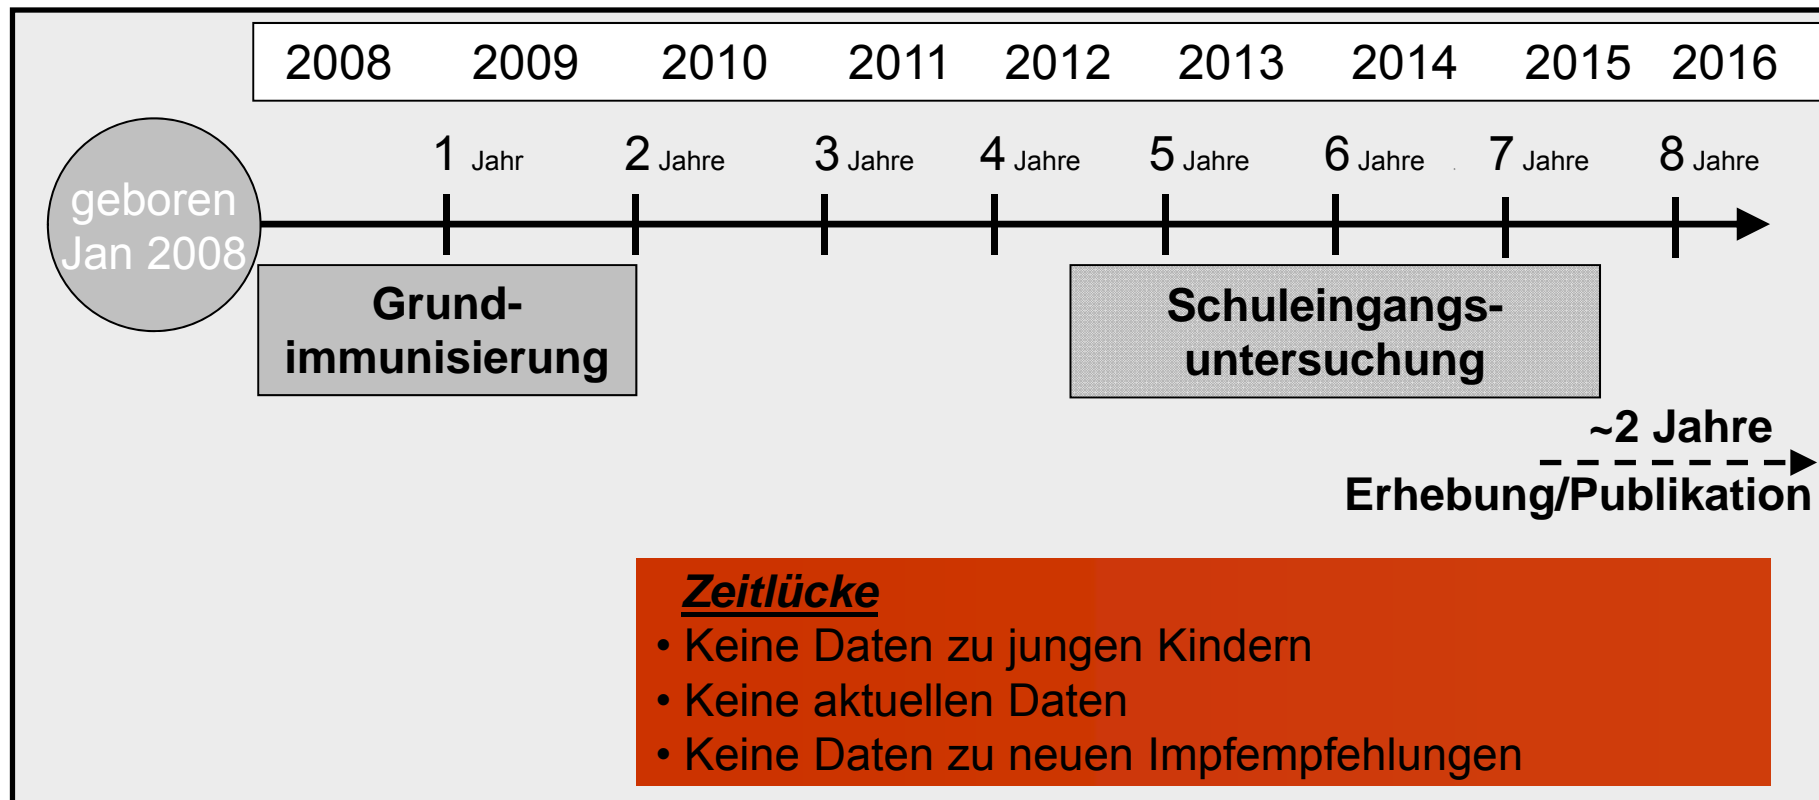 2008 2009 2010 2011 2012 2013 2014 2015 2016
1 Jahr 2 Jahre 3 Jahre 4 Jahre 5 Jahre 6 Jahre 7 Jahre 8 Jahre
geboren
Jan 2008
Grund-
immunisierung
Schuleingangs-
untersuchung
~2 Jahre
Erhebung/Publikation
Zeitlücke
• Keine Daten zu jungen Kindern
• Keine aktuellen Daten
• Keine Daten zu neuen Impfempfehlungen